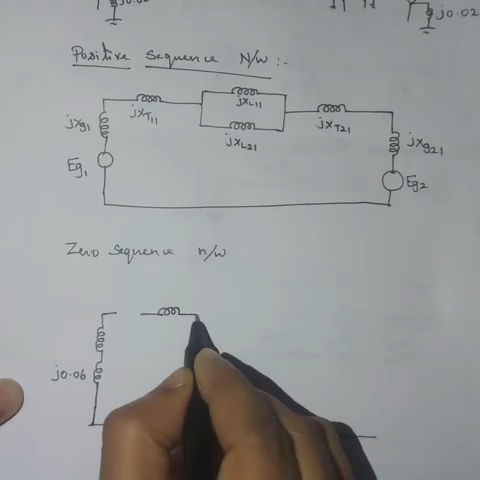 j0.02
Positive sequence N/w :-
jXL11
jXg1 jXT11 jXT21 jXg21
jXL21
Eg1 Eg2
Zero sequence n/w
j0.06